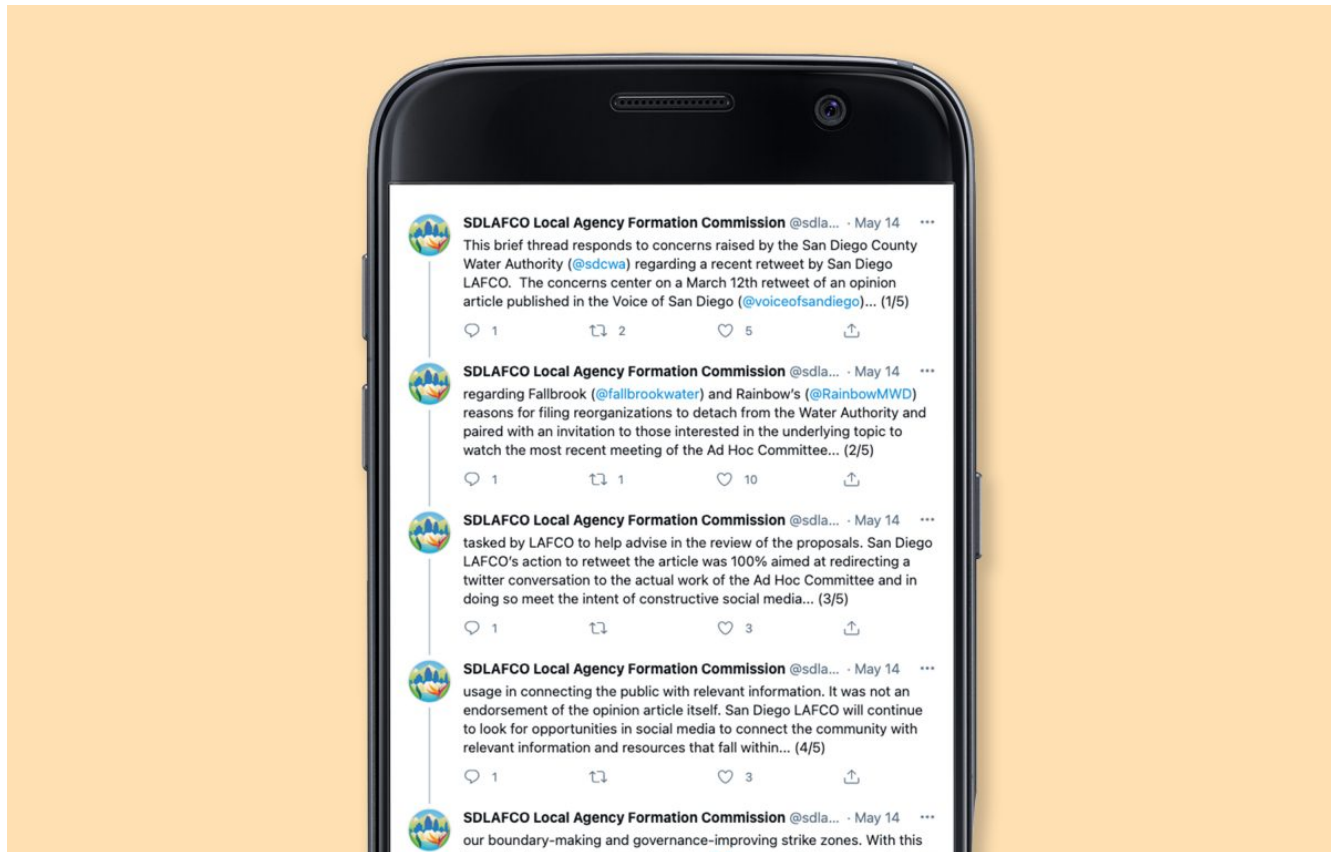 SDLAFCO Local Agency Formation Commission @sdla... · May 14
This brief thread responds to concerns raised by the San Diego County
Water Authority (@sdcwa) regarding a recent retweet by San Diego
LAFCO.  The concerns center on a March 12th retweet of an opinion
article published in the Voice of San Diego (@voiceofsandiego)... (1/5)
1 2 5
SDLAFCO Local Agency Formation Commission @sdla... · May 14
regarding Fallbrook (@fallbrookwater) and Rainbow's (@RainbowMWD)
reasons for filing reorganizations to detach from the Water Authority and
paired with an invitation to those interested in the underlying topic to
watch the most recent meeting of the Ad Hoc Committee... (2/5)
1 1 10
SDLAFCO Local Agency Formation Commission @sdla... · May 14
tasked by LAFCO to help advise in the review of the proposals. San Diego
LAFCO's action to retweet the article was 100% aimed at redirecting a
twitter conversation to the actual work of the Ad Hoc Committee and in
doing so meet the intent of constructive social media... (3/5)
1 3
SDLAFCO Local Agency Formation Commission @sdla... · May 14
usage in connecting the public with relevant information. It was not an
endorsement of the opinion article itself. San Diego LAFCO will continue
to look for opportunities in social media to connect the community with
relevant information and resources that fall within... (4/5)
1 3
SDLAFCO Local Agency Formation Commission @sdla... · May 14
our boundary-making and governance-improving strike zones. With this